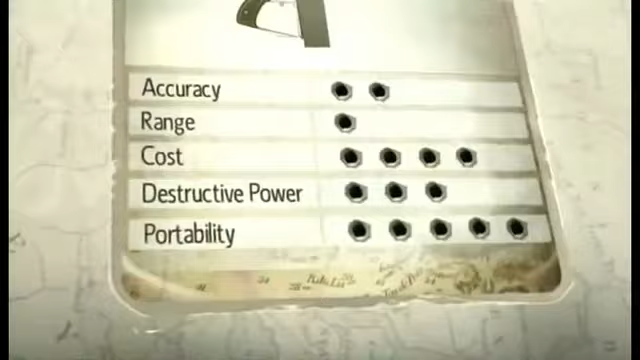 Accuracy
Range
Cost
Destructive Power
Portability